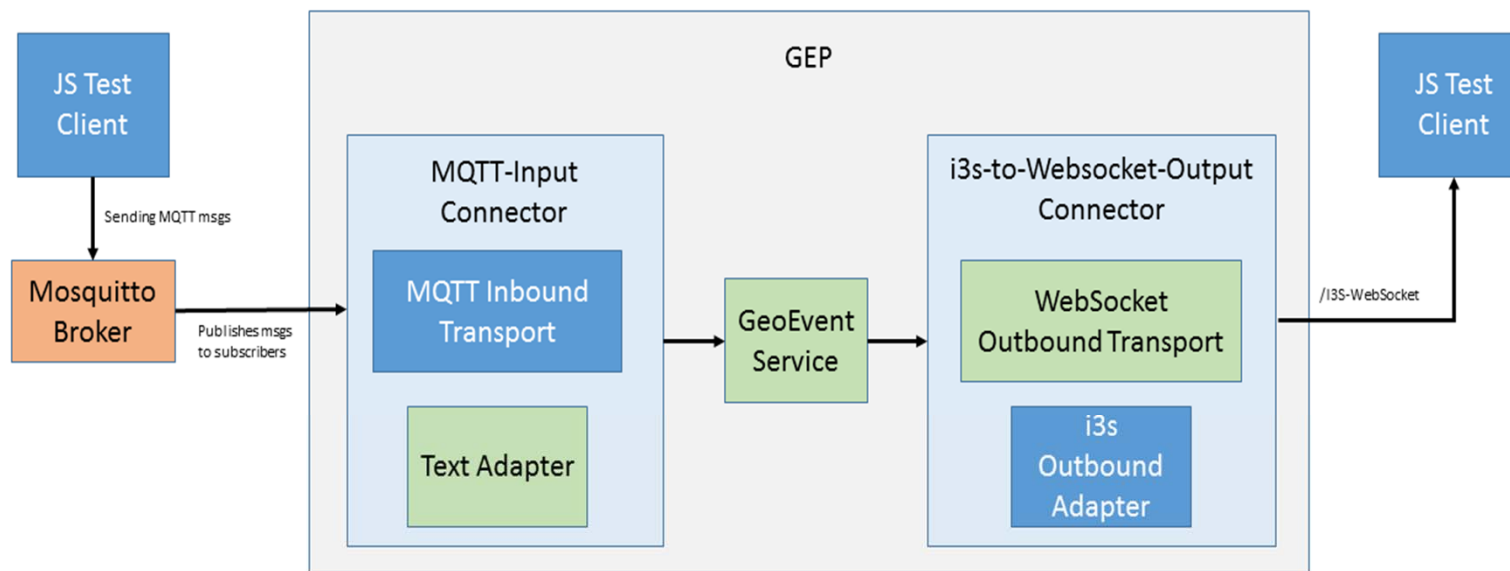 GEP
JS Test
Client
Sending MQTT msgs
Mosquitto
Broker
Publishes msgs
to subscribers
MQTT-Input
Connector
MQTT Inbound
Transport
Text Adapter
GeoEvent
Service
i3s-to-Websocket-Output
Connector
WebSocket
Outbound Transport
i3s
Outbound
Adapter
/I3S-WebSocket
JS Test
Client